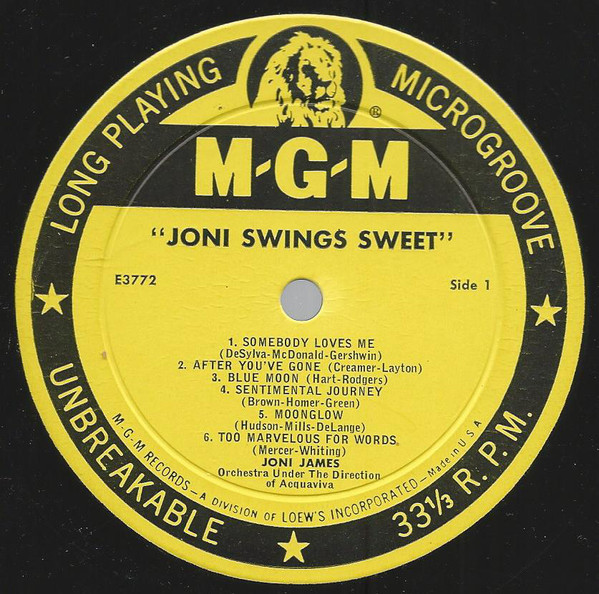 LONG PLAYING
MICROGROOVE
®
M-G-M
"JONI SWINGS SWEET"
E3772
Side 1
1. SOMEBODY LOVES ME
(DeSylva-McDonald-Gershwin)
2. AFTER YOU'VE GONE (Creamer-Layton)
3. BLUE MOON (Hart-Rodgers)
4. SENTIMENTAL JOURNEY
(Brown-Homer-Green)
5. MOONGLOW
(Hudson-Mills-DeLange)
6. TOO MARVELOUS FOR WORDS
(Mercer-Whiting)
JONI JAMES
Orchestra Under The Direction
of Acquaviva
M-G-M RECORDS—A DIVISION OF LOEW'S INCORPORATED—Made in U S A
UNBREAKABLE
33⅓ R. P. M.